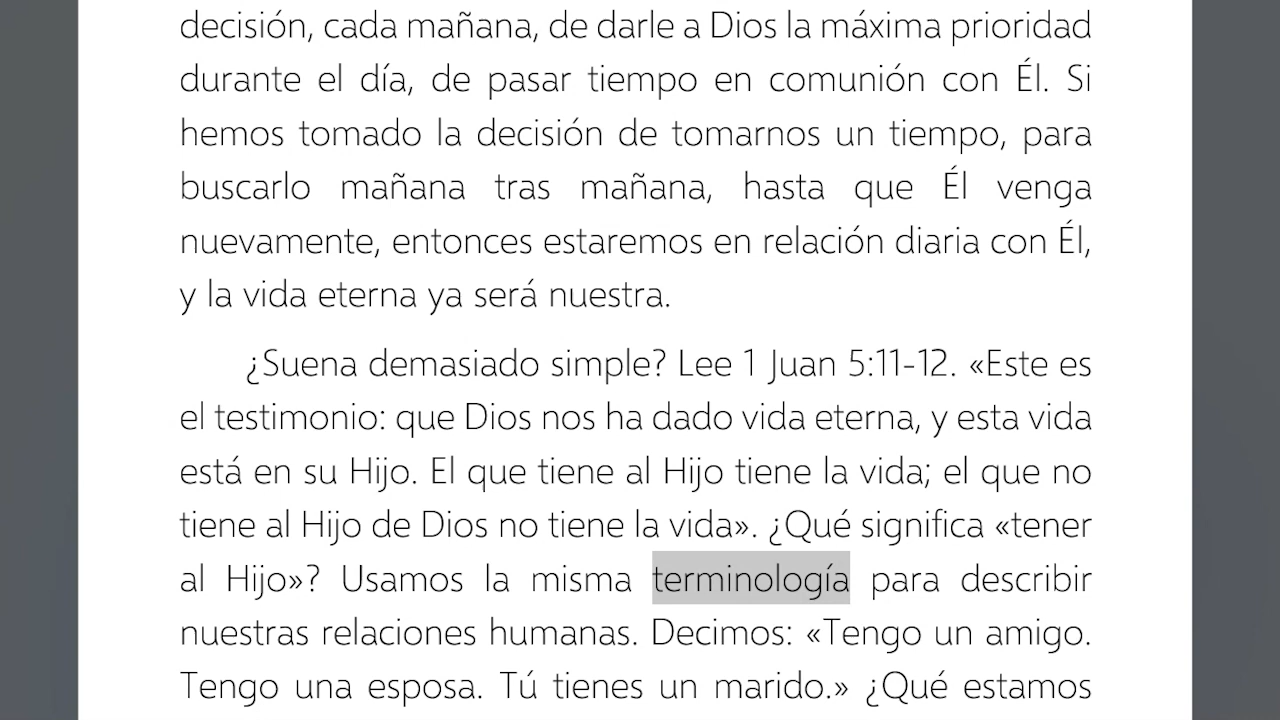 decisión, cada mañana, de darle a Dios la máxima prioridad
durante el día, de pasar tiempo en comunión con Él. Si
hemos tomado la decisión de tomarnos un tiempo, para
buscarlo mañana tras mañana, hasta que Él venga
nuevamente, entonces estaremos en relación diaria con Él,
y la vida eterna ya será nuestra.
¿Suena demasiado simple? Lee 1 Juan 5:11-12. «Este es
el testimonio: que Dios nos ha dado vida eterna, y esta vida
está en su Hijo. El que tiene al Hijo tiene la vida; el que no
tiene al Hijo de Dios no tiene la vida». ¿Qué significa «tener
al Hijo»? Usamos la misma terminología para describir
nuestras relaciones humanas. Decimos: «Tengo un amigo.
Tengo una esposa. Tú tienes un marido.» ¿Qué estamos